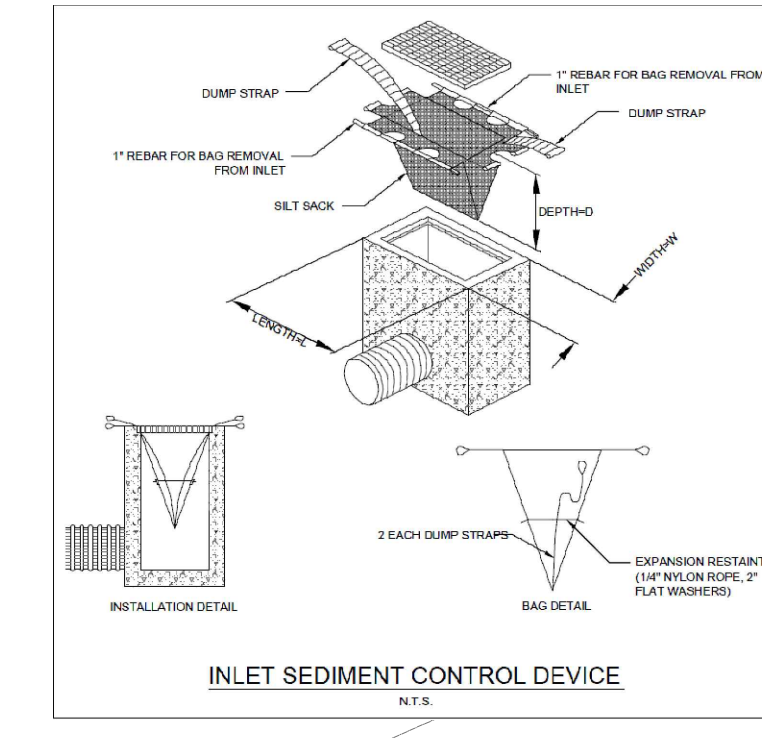 1" REBAR FOR BAG REMOVAL FROM
INLET
DUMP STRAP
DUMP STRAP
1" REBAR FOR BAG REMOVAL
FROM INLET
SILT SACK
DEPTH=D
WIDTH=W
LENGTH=L
2 EACH DUMP STRAPS
EXPANSION RESTAINT
(1/4" NYLON ROPE, 2"
FLAT WASHERS)
INSTALLATION DETAIL
BAG DETAIL
INLET SEDIMENT CONTROL DEVICE
N.T.S.